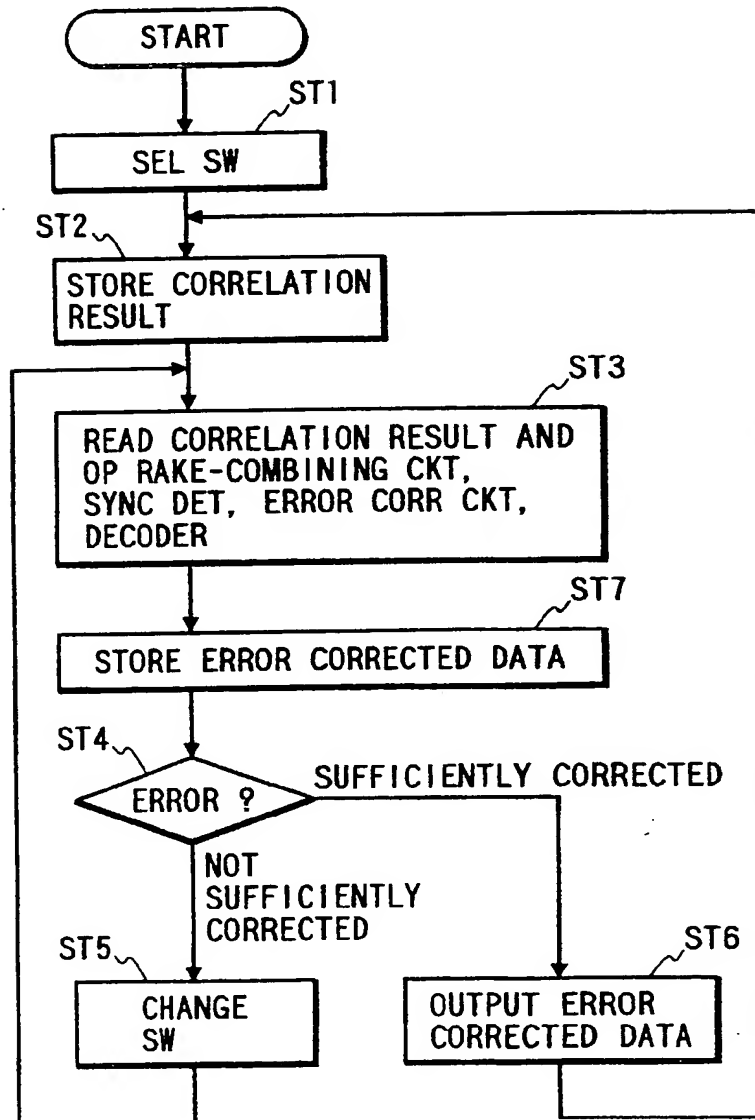 START
ST1
SEL SW
ST2
STORE CORRELATION
RESULT
ST3
READ CORRELATION RESULT AND
OP RAKE-COMBINING CKT,
SYNC DET, ERROR CORR CKT,
DECODER
ST7
STORE ERROR CORRECTED DATA
ST4
ERROR ?
SUFFICIENTLY CORRECTED
NOT
SUFFICIENTLY
CORRECTED
ST5
CHANGE
SW
ST6
OUTPUT ERROR
CORRECTED DATA